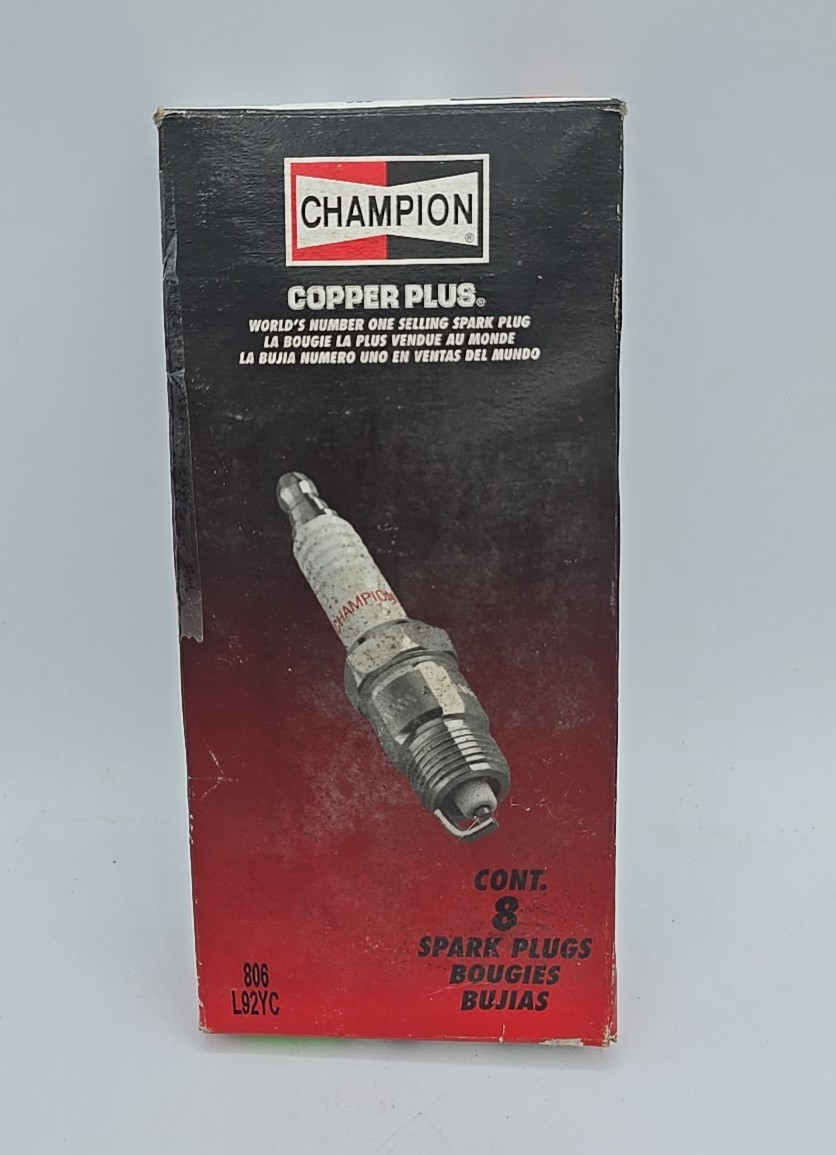 CHAMPION
®
COPPER PLUS®
WORLD'S NUMBER ONE SELLING SPARK PLUG
LA BOUGIE LA PLUS VENDUE AU MONDE
LA BUJIA NUMERO UNO EN VENTAS DEL MUNDO
CHAMPION
CONT.
8
SPARK PLUGS
BOUGIES
BUJIAS
806
L92YC